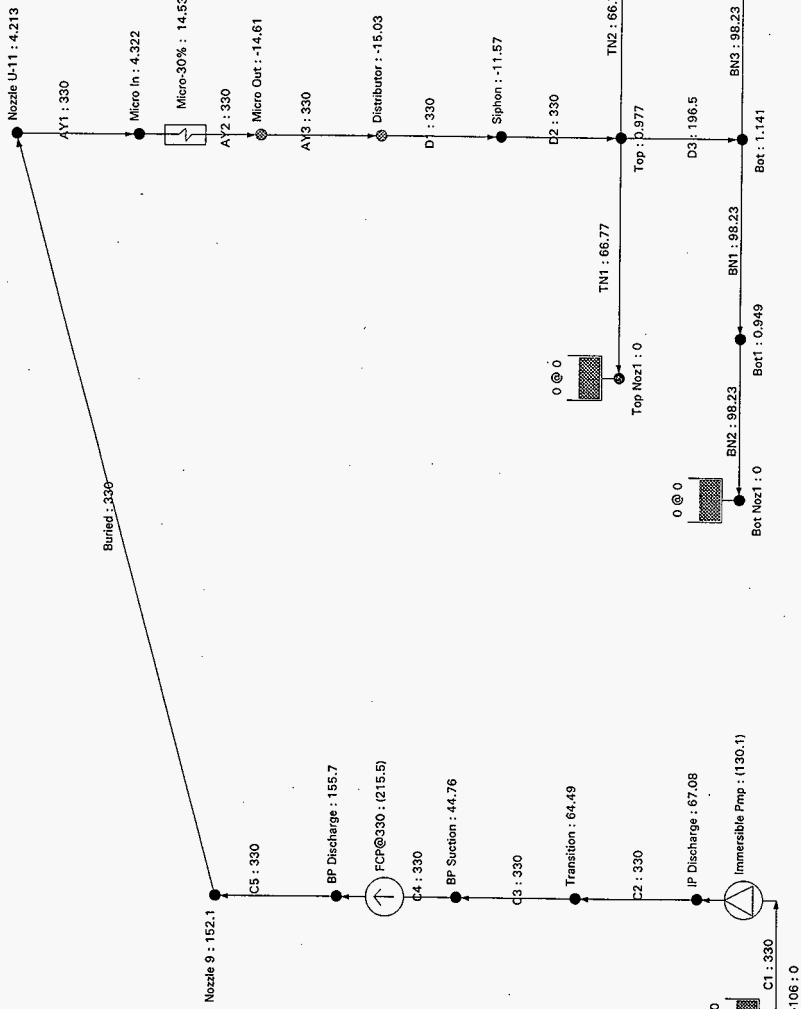 Nozzle U-11 : 4.213
AY1 : 330
Micro In : 4.322
AY2 : 330
Micro Out : -14.61
AY3 : 330
Distributor : -15.03
D1 : 330
Siphon : -11.57
D2 : 330
Top : 0.977
D3 : 196.5
Bot : 1.141
BN3 : 98.23
TN1 : 66.77
BN1 : 98.23
0 @ 0
Top Noz1 : 0
Bot1 : 0.949
BN2 : 98.23
0 @ 0
Bot Noz1 : 0
Buried : 330
Nozzle 9 : 152.1
C5 : 330
BP Discharge : 155.7
FCP@330 : (215.5)
C4 : 330
BP Suction : 44.76
C3 : 330
Transition : 64.49
C2 : 330
IP Discharge : 67.08
Immersible Pmp : (130.1)
C1 : 330